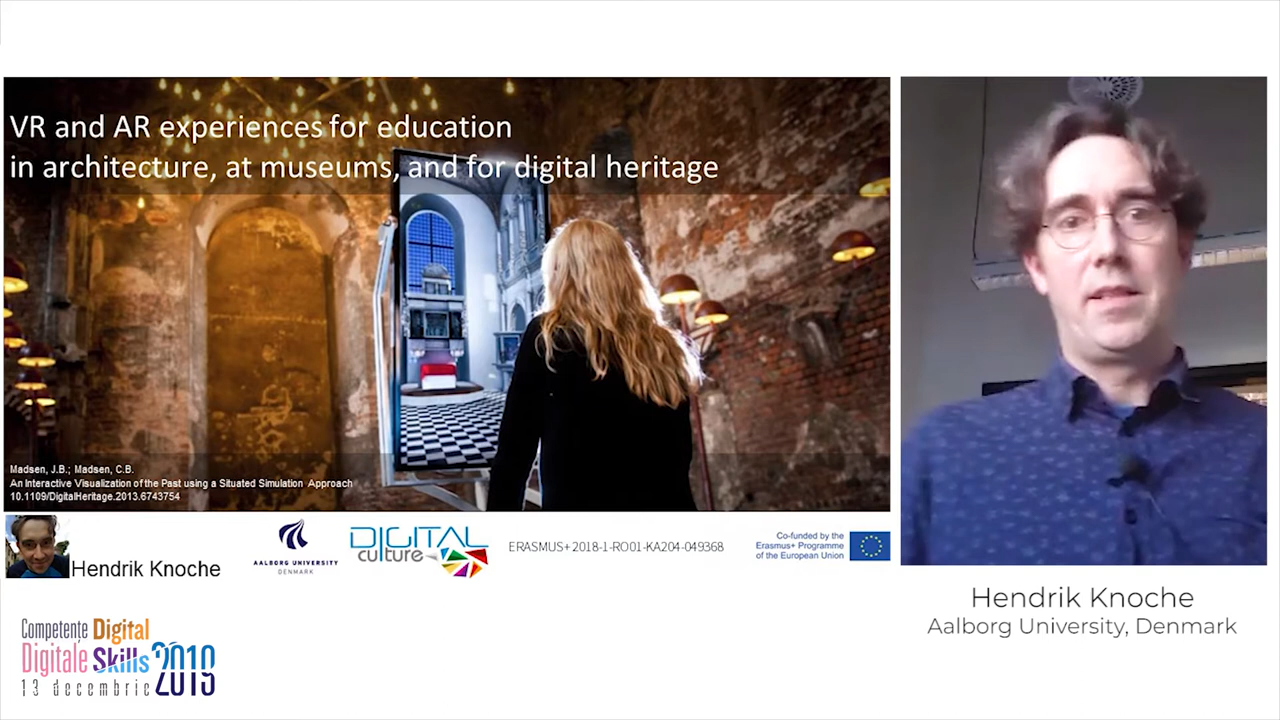 VR and AR experiences for education
in architecture, at museums, and for digital heritage
Madsen, J.B.; Madsen, C.B.
An Interactive Visualization of the Past using a Situated Simulation Approach
10.1109/DigitalHeritage.2013.6743754
Hendrik Knoche
AALBORG UNIVERSITY
DENMARK
DIGITAL
culture
ERASMUS+ 2018-1-RO01-KA204-049368
Co-funded by the
Erasmus+ Programme
of the European Union
Hendrik Knoche
Aalborg University, Denmark
Competențe Digital
Digitale Skills 2019
13 decembrie